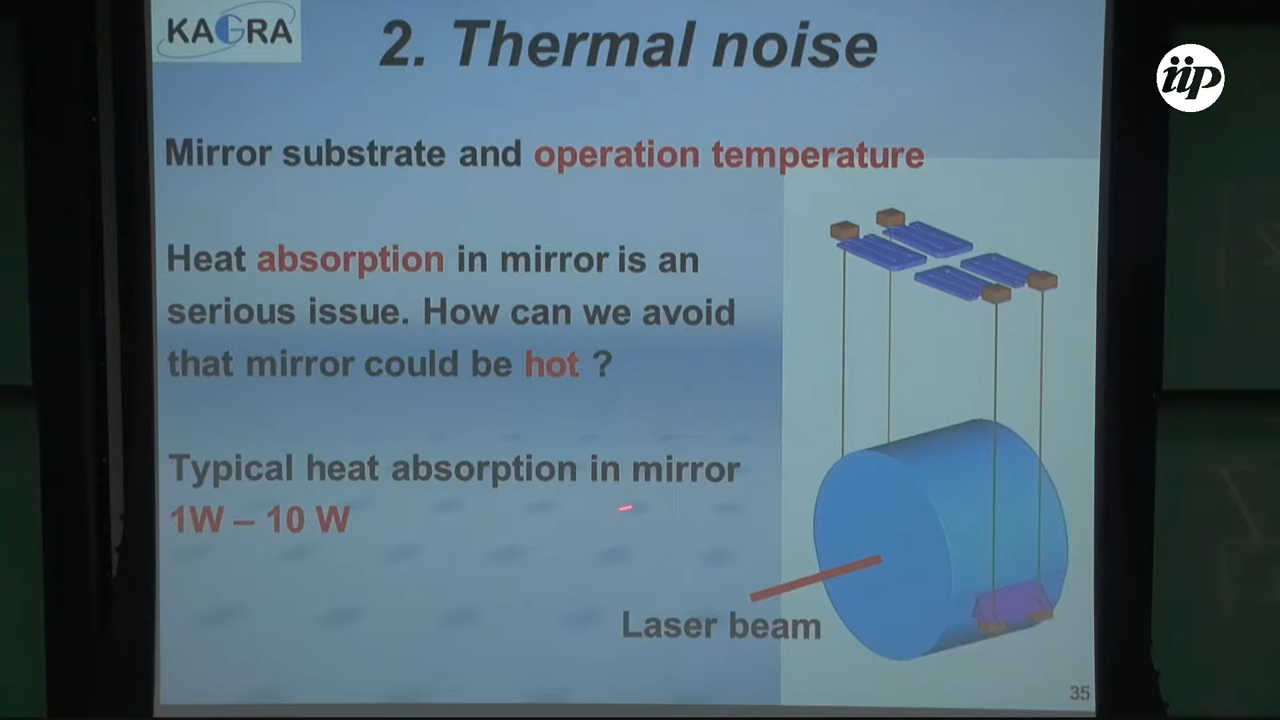 KAGRA
2. Thermal noise
iip
Mirror substrate and operation temperature
Heat absorption in mirror is an
serious issue. How can we avoid
that mirror could be hot ?
Typical heat absorption in mirror
1W – 10 W
Laser beam
35